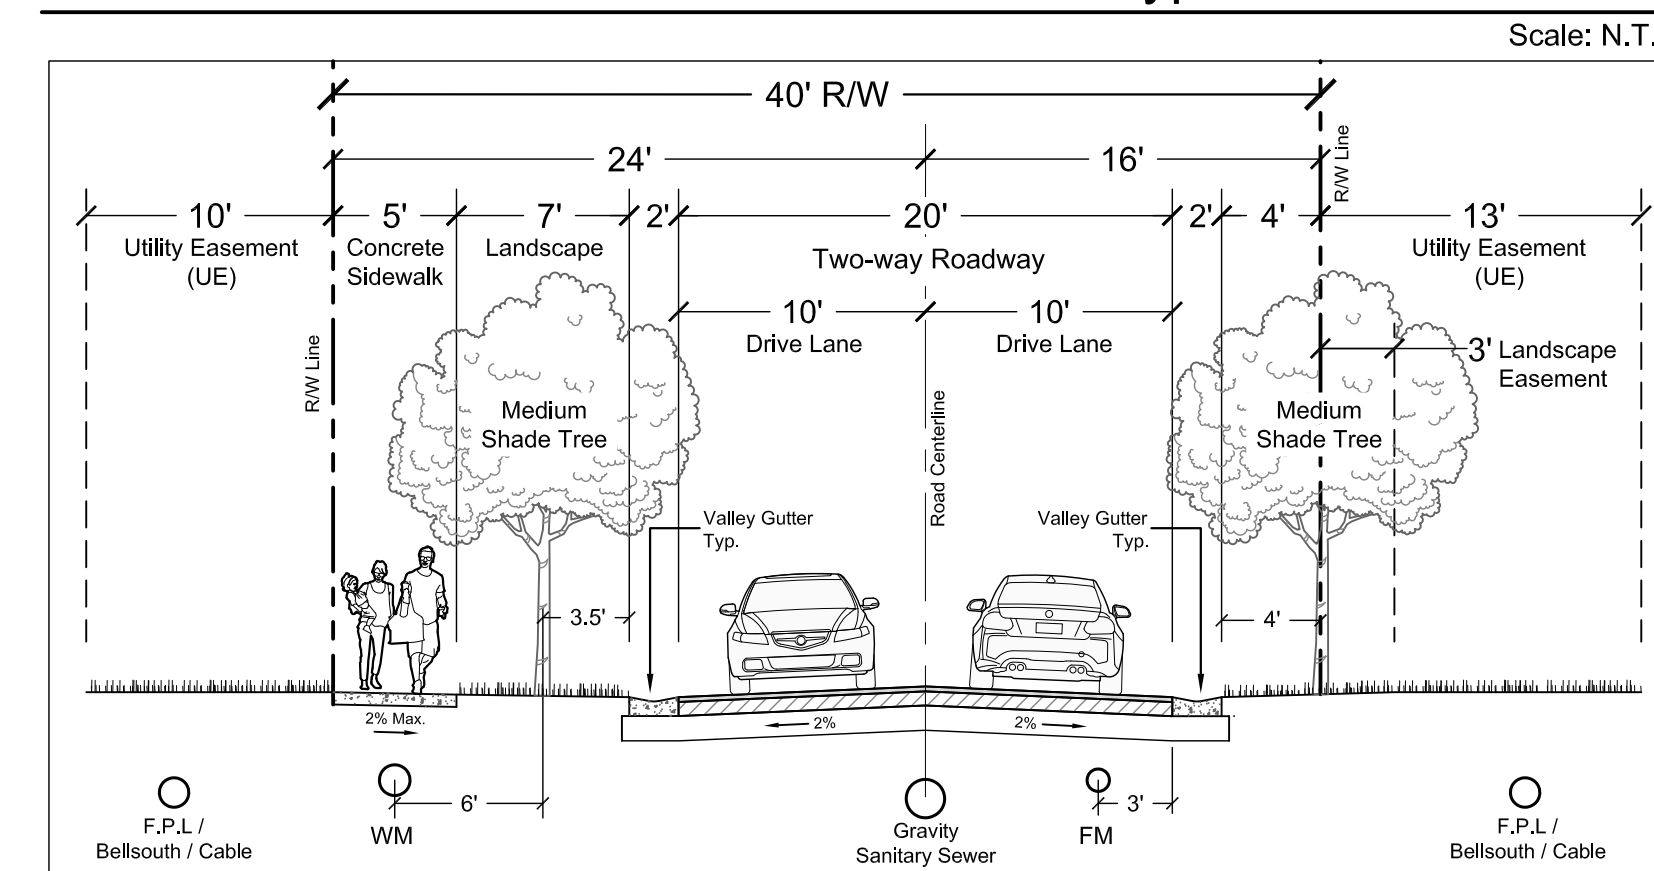 Scale: N.T.
40' R/W
24'
16'
R/W Line
10'
5'
7'
2'
20'
2'
4'
13'
Utility Easement
(UE)
Concrete
Sidewalk
Landscape
Two-way Roadway
Utility Easement
(UE)
10'
Drive Lane
10'
Drive Lane
R/W Line
3' Landscape
Easement
Medium
Shade Tree
Road Centerline
Medium
Shade Tree
Valley Gutter
Typ.
Valley Gutter
Typ.
3.5'
4'
2% Max.
2%
2%
6'
3'
F.P.L /
Bellsouth / Cable
WM
Gravity
Sanitary Sewer
FM
F.P.L /
Bellsouth / Cable